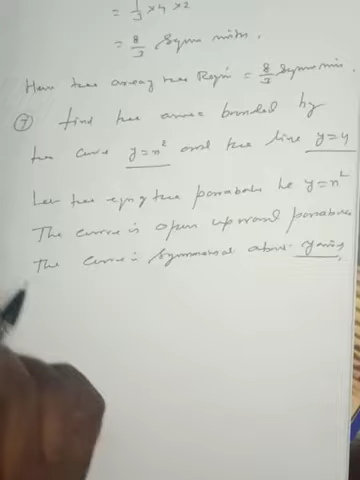 = 1/3 × 4 × 2
= 8/3 Sq units.
Hence the area of the Region = 8/3 Sq units.
⑦ find the area bounded by
the curve y=x² and the line y=4
Let the eqn of the parabola be y=x²
The curve is open upward parabola
The curve is Symmetrical about y-axis,